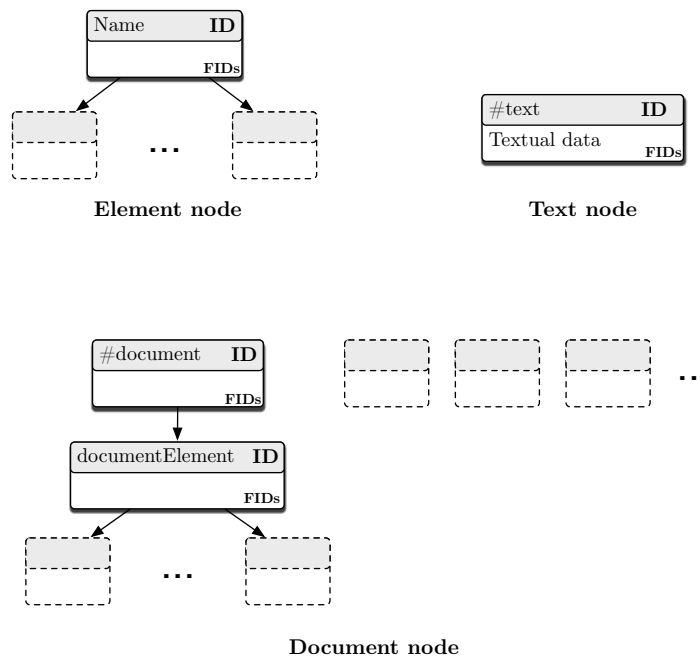 Name ID
FIDs
...
Element node
#text ID
Textual data
FIDs
Text node
#document ID
FIDs
documentElement ID
FIDs
...
..
Document node